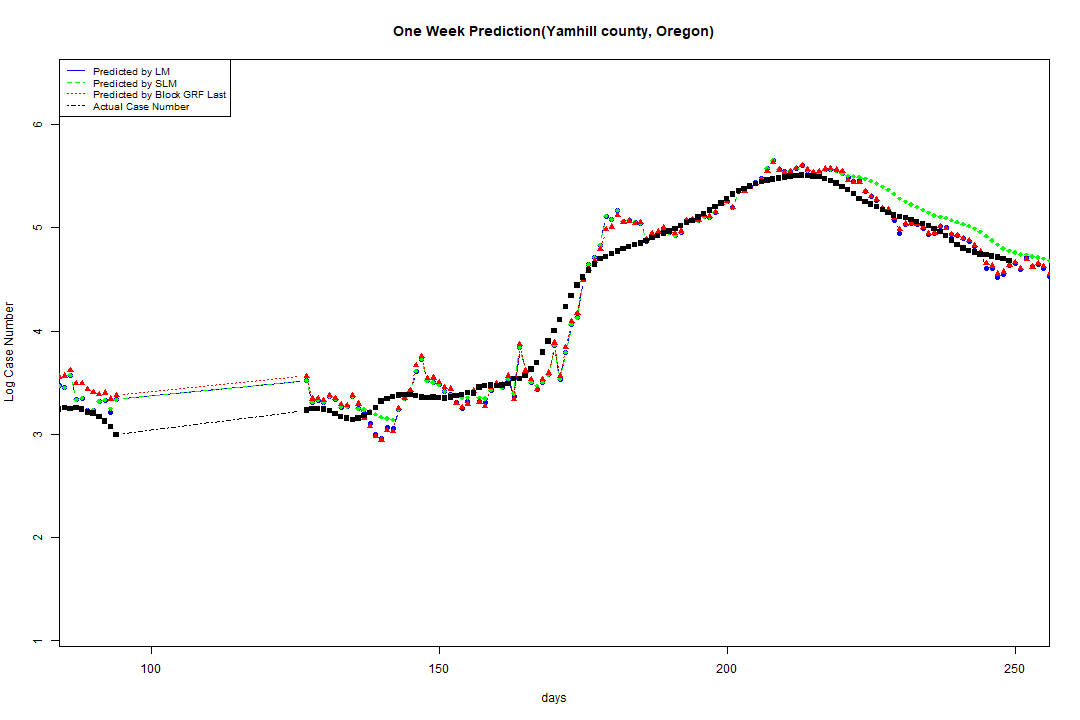 One Week Prediction(Yamhill county, Oregon)
Predicted by LM
Predicted by SLM
Predicted by Block GRF Last
Actual Case Number
Log Case Number
6
5
4
3
2
1
100 150 200 250
days